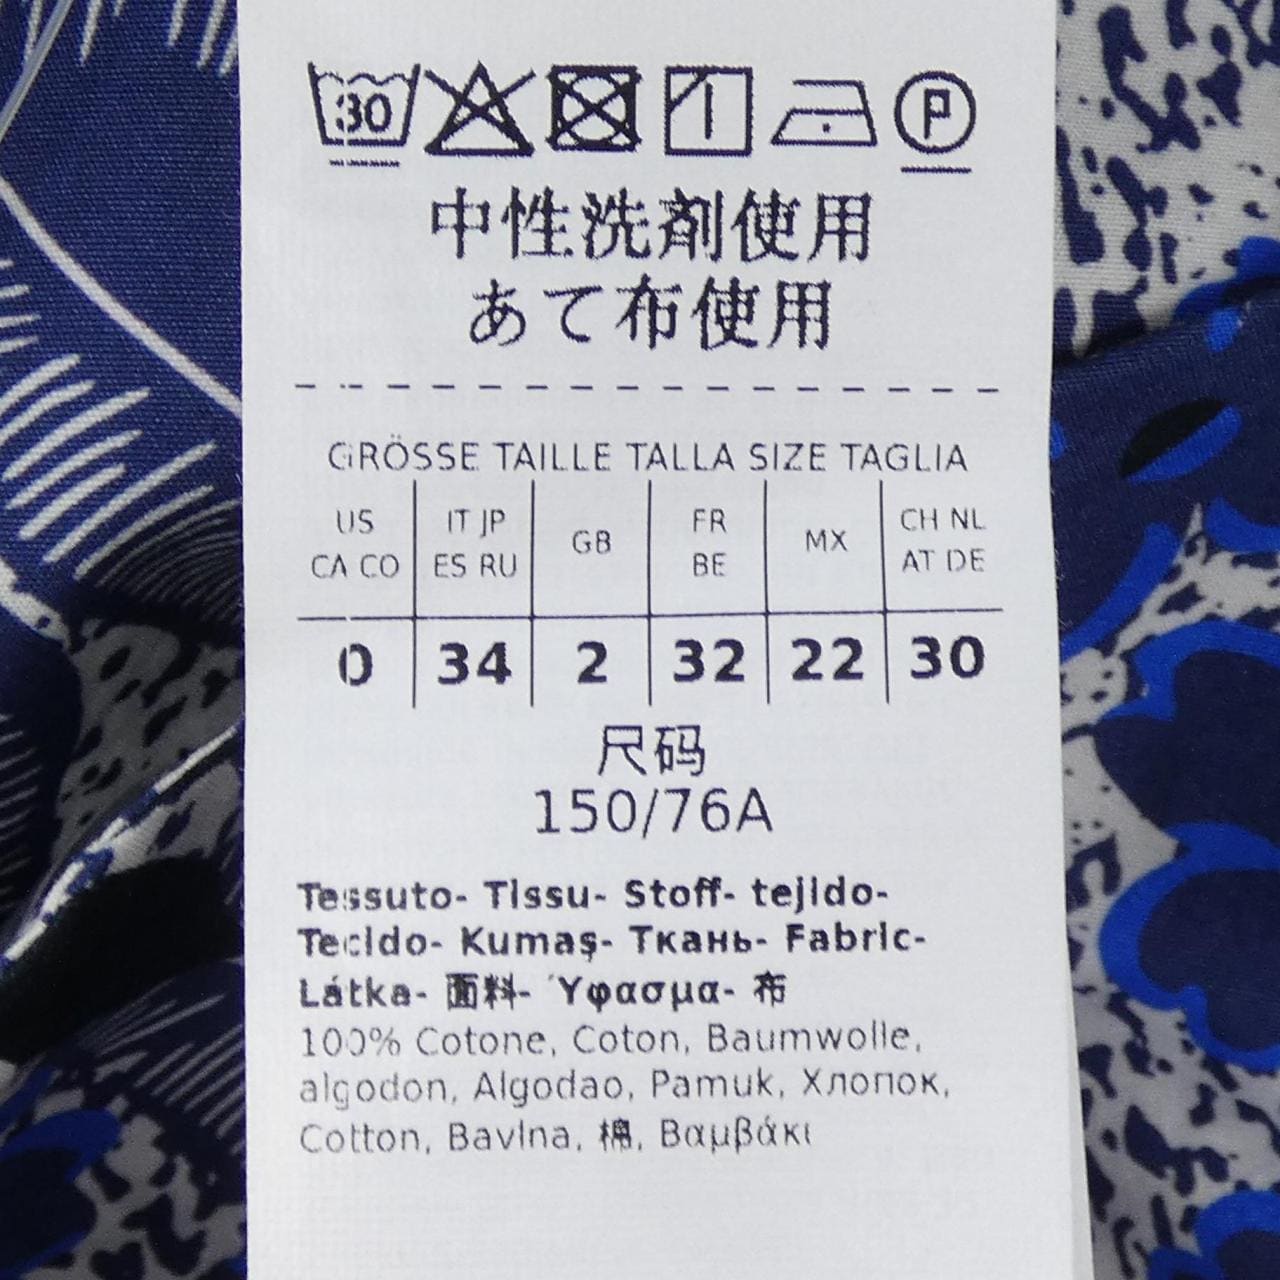 30 P
中性洗剤使用
あて布使用
GRÖSSE TAILLE TALLA SIZE TAGLIA
US IT JP GB FR MX CH NL
CA CO ES RU BE AT DE
0 34 2 32 22 30
尺码
150/76A
Tessuto- Tissu- Stoff- tejido-
Tecido- Kumaş- Ткань- Fabric-
Látka- 面料- Ύφασμα- 布
100% Cotone, Coton, Baumwolle,
algodon, Algodao, Pamuk, Хлопок,
Cotton, Bavlna, 棉, Βαμβάκι